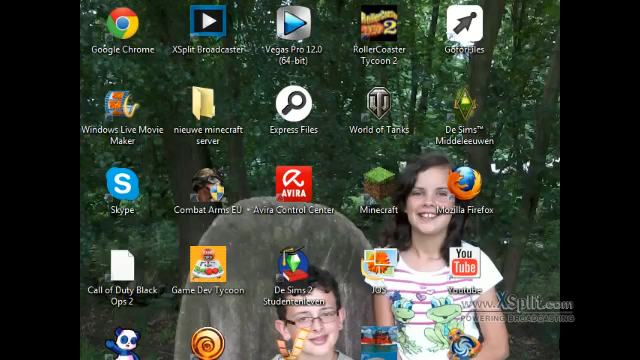 Google Chrome
XSplit Broadcaster
Vegas Pro 12.0
(64-bit)
RollerCoaster
Tycoon 2
GoforFiles
Windows Live Movie
Maker
nieuwe minecraft
server
Express Files
World of Tanks
De Sims™
Middeleeuwen
Skype
Combat Arms EU
AVIRA
Avira Control Center
Minecraft
Mozilla Firefox
Call of Duty Black
Ops 2
Game Dev Tycoon
De Sims 2
Studentenleven
You
Tube
Youtube
www.XSplit.com
POWERING BROADCASTING